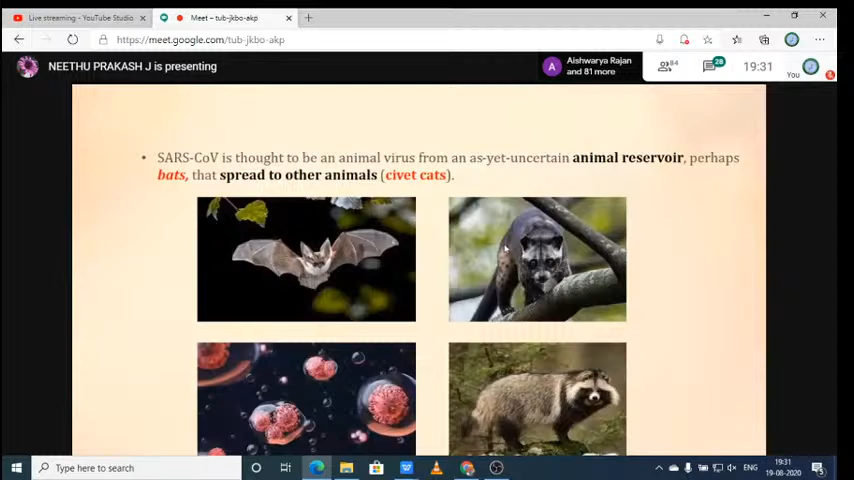 Live streaming - YouTube Studio
Meet – tub-jkbo-akp
https://meet.google.com/tub-jkbo-akp
NEETHU PRAKASH J is presenting
A
Aishwarya Rajan
and 81 more
84
28
19:31
You
• SARS-CoV is thought to be an animal virus from an as-yet-uncertain animal reservoir, perhaps
bats, that spread to other animals (civet cats).
Type here to search
ENG
19:31
19-08-2020